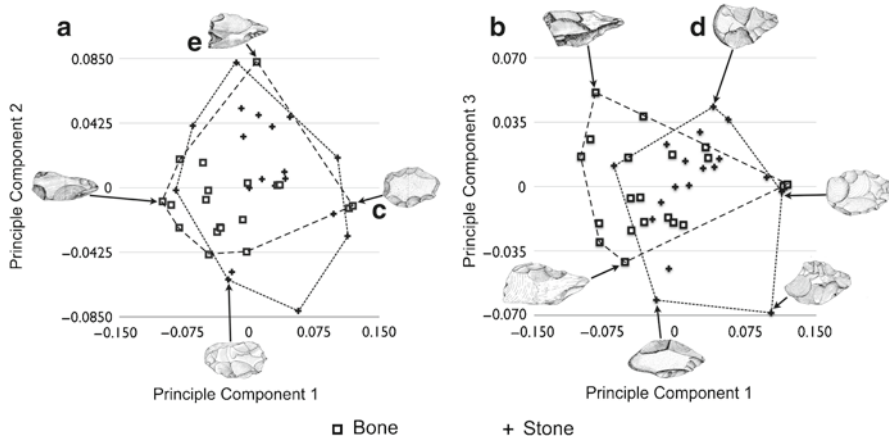 a
e
0.0850
0.0425
0
-0.0425
-0.0850
-0.150
-0.075
0
0.075
0.150
Principle Component 2
Principle Component 1
c
b
d
0.070
0.035
0
-0.035
-0.070
-0.150
-0.075
0
0.075
0.150
Principle Component 3
Principle Component 1
Bone
Stone